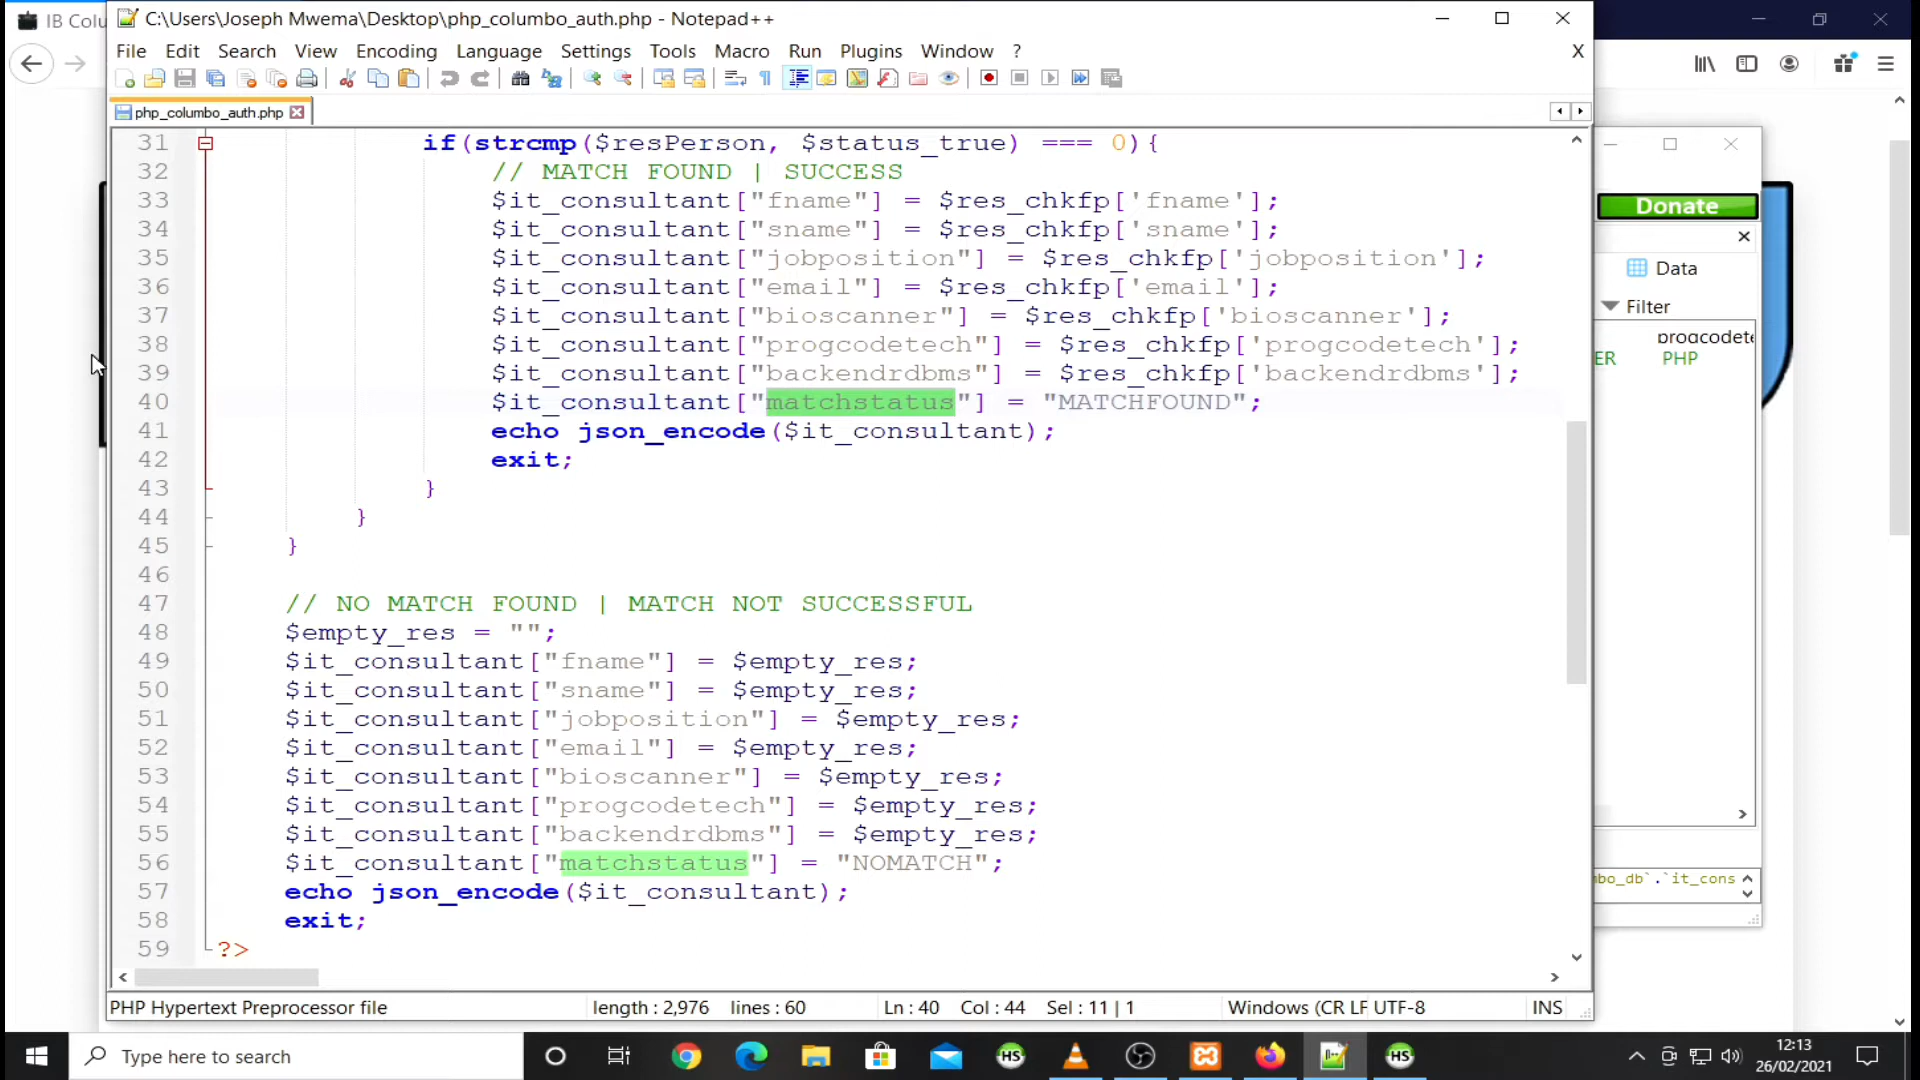 IB Colu
C:\Users\Joseph Mwema\Desktop\php_columbo_auth.php - Notepad++
File Edit Search View Encoding Language Settings Tools Macro Run Plugins Window ? X
php_columbo_auth.php
31 if(strcmp($resPerson, $status_true) === 0){
32 // MATCH FOUND | SUCCESS
33 $it_consultant["fname"] = $res_chkfp['fname'];
34 $it_consultant["sname"] = $res_chkfp['sname'];
35 $it_consultant["jobposition"] = $res_chkfp['jobposition'];
36 $it_consultant["email"] = $res_chkfp['email'];
37 $it_consultant["bioscanner"] = $res_chkfp['bioscanner'];
38 $it_consultant["progcodetech"] = $res_chkfp['progcodetech'];
39 $it_consultant["backendrdbms"] = $res_chkfp['backendrdbms'];
40 $it_consultant["matchstatus"] = "MATCHFOUND";
41 echo json_encode($it_consultant);
42 exit;
43 }
44 }
45 }
46
47 // NO MATCH FOUND | MATCH NOT SUCCESSFUL
48 $empty_res = "";
49 $it_consultant["fname"] = $empty_res;
50 $it_consultant["sname"] = $empty_res;
51 $it_consultant["jobposition"] = $empty_res;
52 $it_consultant["email"] = $empty_res;
53 $it_consultant["bioscanner"] = $empty_res;
54 $it_consultant["progcodetech"] = $empty_res;
55 $it_consultant["backendrdbms"] = $empty_res;
56 $it_consultant["matchstatus"] = "NOMATCH";
57 echo json_encode($it_consultant);
58 exit;
59 ?>
Donate
Data
Filter
progcodete
ER PHP
mbo_db`.`it_cons
PHP Hypertext Preprocessor file length : 2,976 lines : 60 Ln : 40 Col : 44 Sel : 11 | 1 Windows (CR LF UTF-8 INS
Type here to search
HS
HS
12:13
26/02/2021